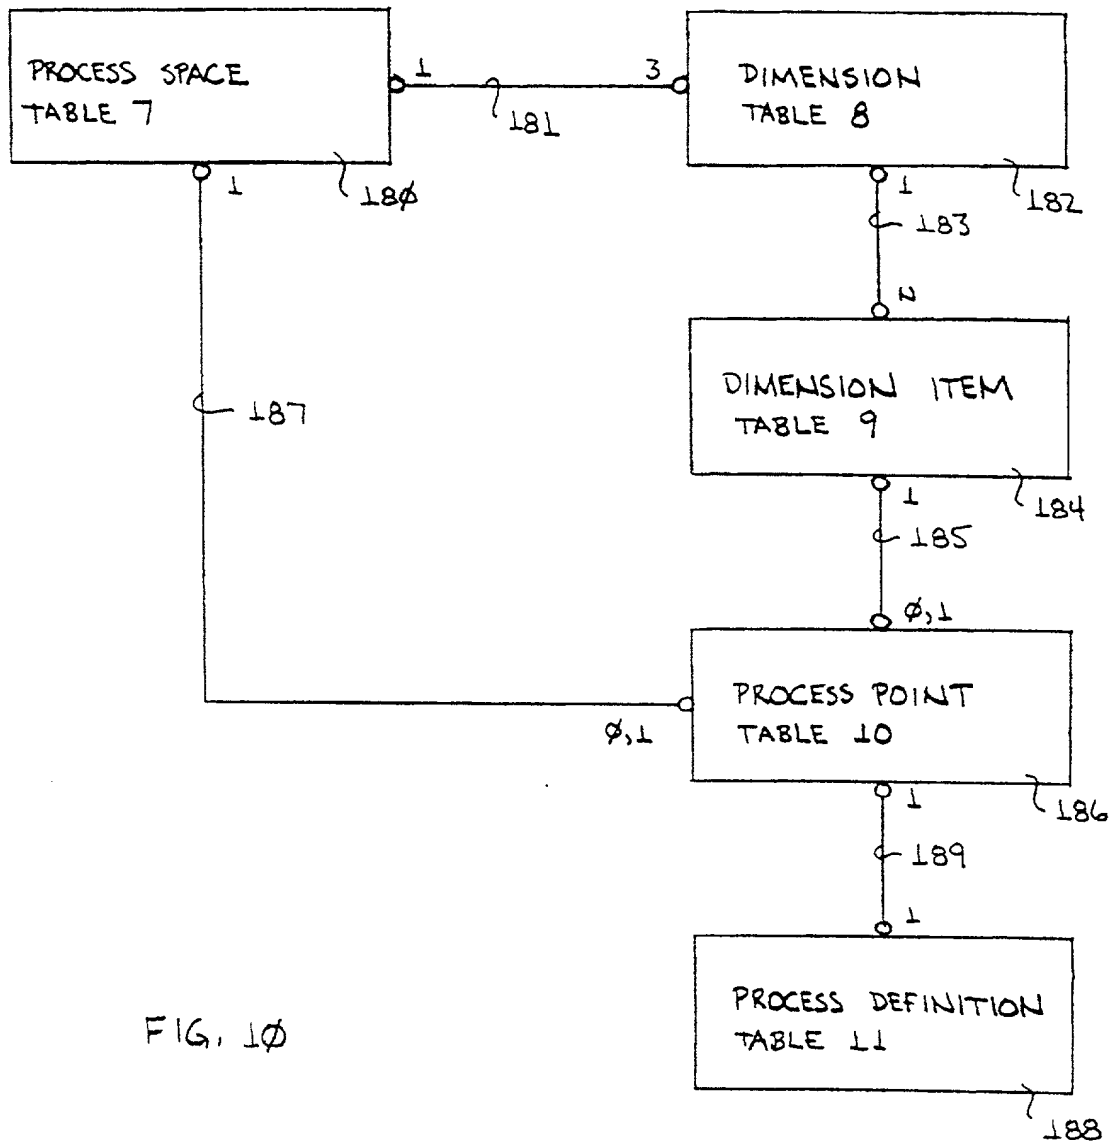 PROCESS SPACE
TABLE 7
1
3
181
DIMENSION
TABLE 8
1
180
1
182
183
N
187
DIMENSION ITEM
TABLE 9
1
184
185
Ø,1
PROCESS POINT
TABLE 10
Ø,1
1
186
189
1
PROCESS DEFINITION
TABLE 11
FIG. 1Ø
188